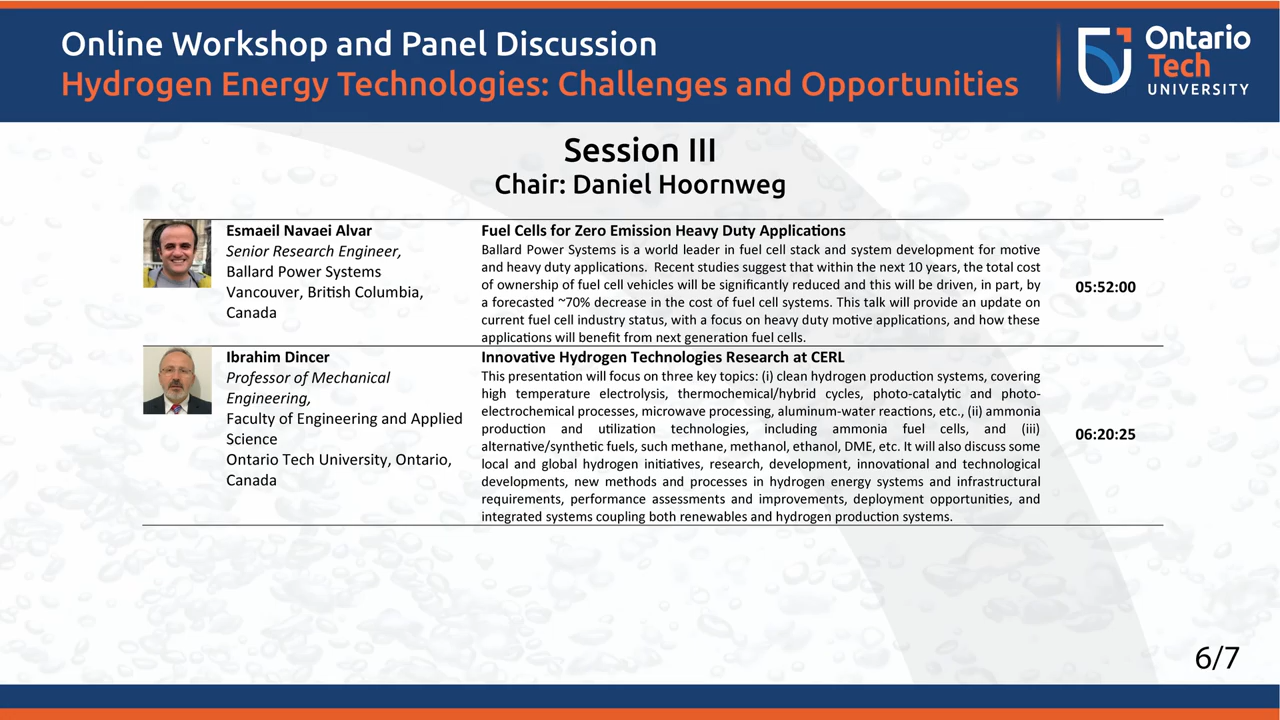 Online Workshop and Panel Discussion
Hydrogen Energy Technologies: Challenges and Opportunities
Ontario
Tech
UNIVERSITY
Session III
Chair: Daniel Hoornweg
Esmaeil Navaei Alvar
Senior Research Engineer,
Ballard Power Systems
Vancouver, British Columbia,
Canada
Fuel Cells for Zero Emission Heavy Duty Applications
Ballard Power Systems is a world leader in fuel cell stack and system development for motive
and heavy duty applications. Recent studies suggest that within the next 10 years, the total cost
of ownership of fuel cell vehicles will be significantly reduced and this will be driven, in part, by
a forecasted ~70% decrease in the cost of fuel cell systems. This talk will provide an update on
current fuel cell industry status, with a focus on heavy duty motive applications, and how these
applications will benefit from next generation fuel cells.
05:52:00
Ibrahim Dincer
Professor of Mechanical
Engineering,
Faculty of Engineering and Applied
Science
Ontario Tech University, Ontario,
Canada
Innovative Hydrogen Technologies Research at CERL
This presentation will focus on three key topics: (i) clean hydrogen production systems, covering
high temperature electrolysis, thermochemical/hybrid cycles, photo-catalytic and photo-
electrochemical processes, microwave processing, aluminum-water reactions, etc., (ii) ammonia
production and utilization technologies, including ammonia fuel cells, and (iii)
alternative/synthetic fuels, such methane, methanol, ethanol, DME, etc. It will also discuss some
local and global hydrogen initiatives, research, development, innovational and technological
developments, new methods and processes in hydrogen energy systems and infrastructural
requirements, performance assessments and improvements, deployment opportunities, and
integrated systems coupling both renewables and hydrogen production systems.
06:20:25
6/7